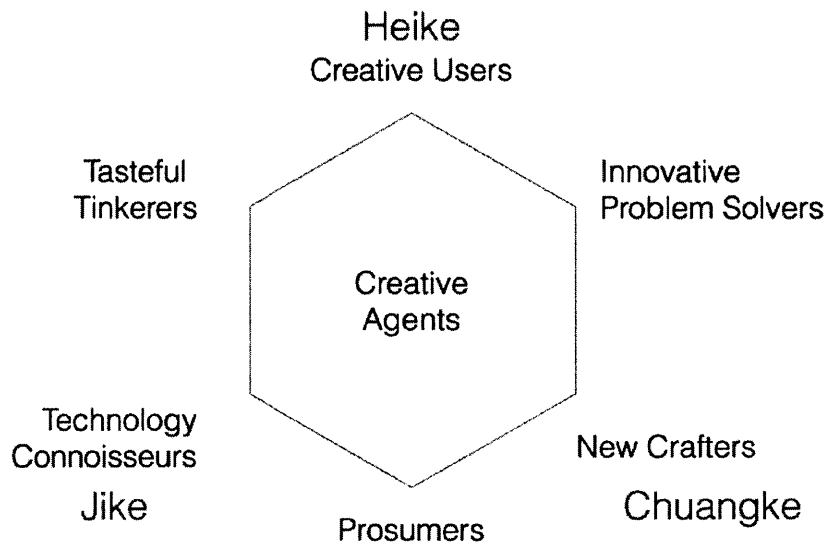 Heike
Creative Users
Tasteful
Tinkerers
Innovative
Problem Solvers
Creative
Agents
Technology
Connoisseurs
Jike
New Crafters
Chuangke
Prosumers